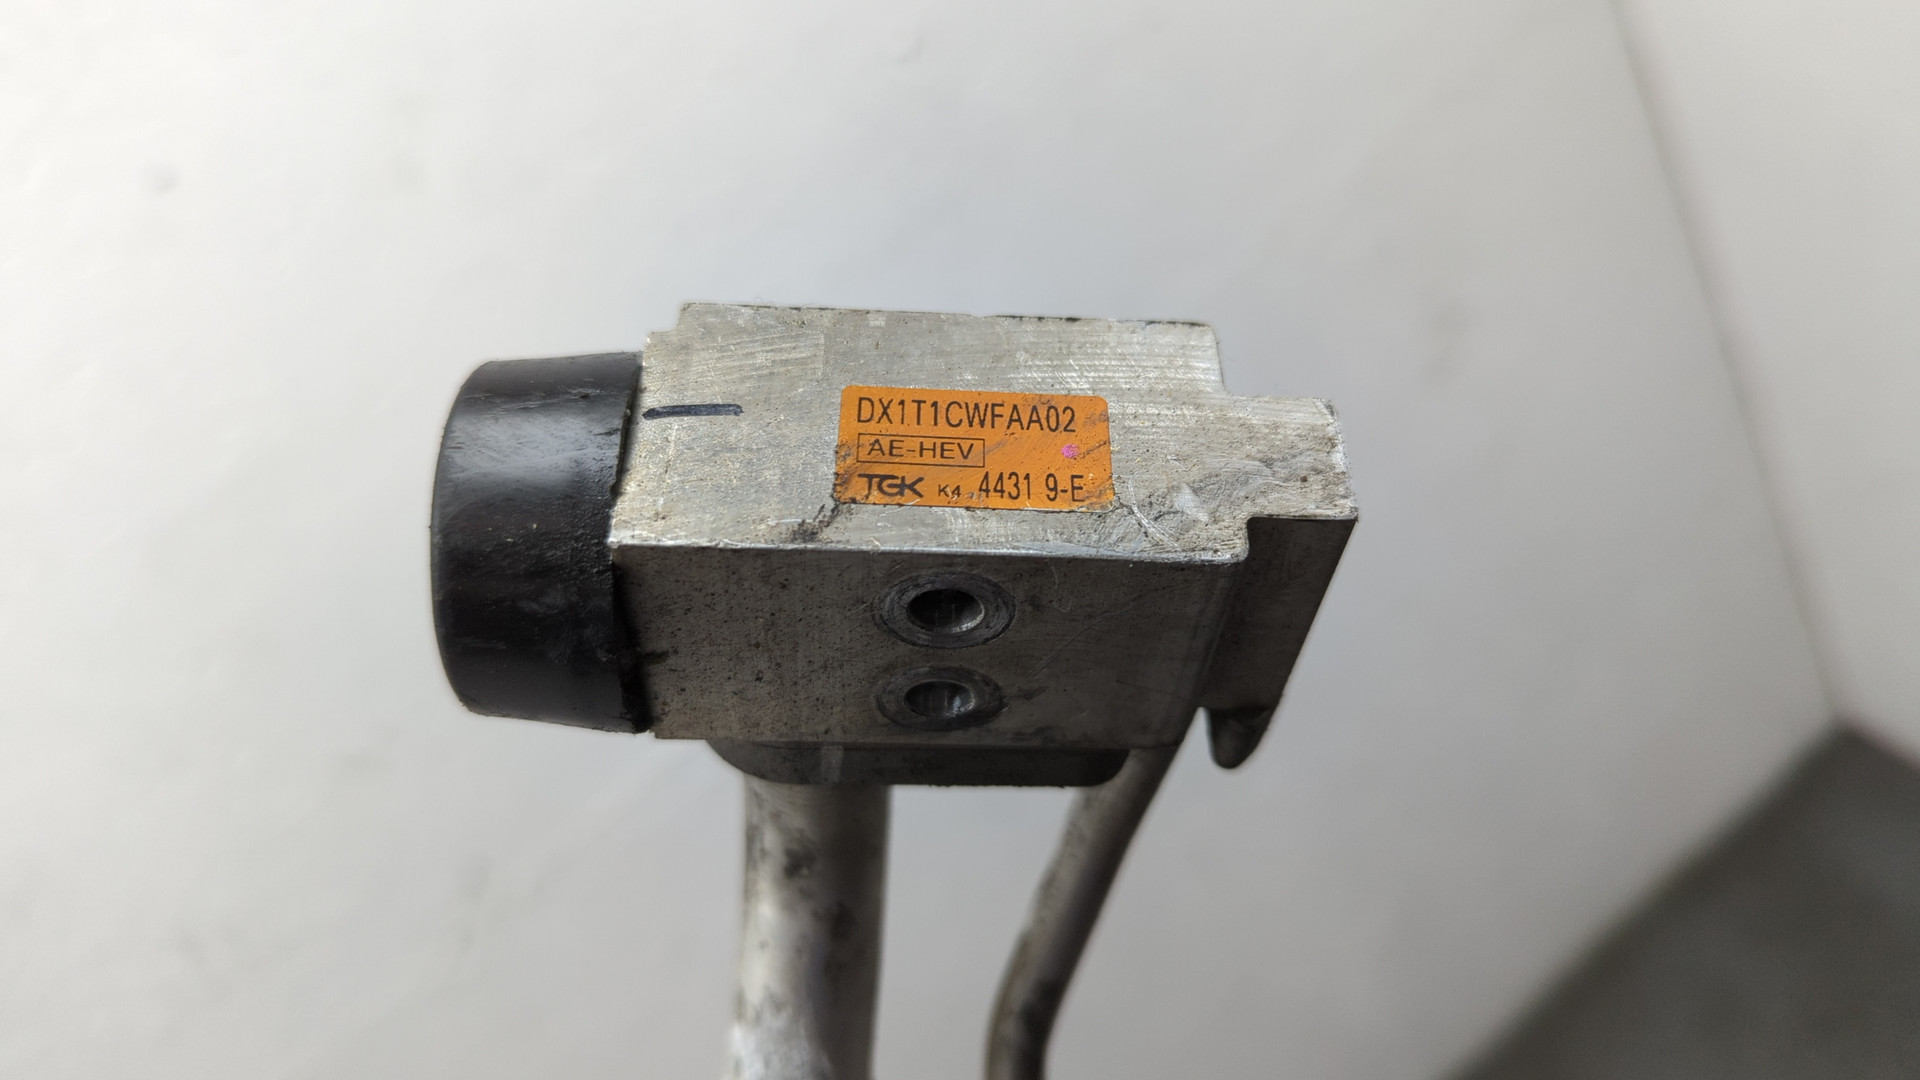 DX1T1CWFAA02
AE-HEV
TGK K4 4431 9-E